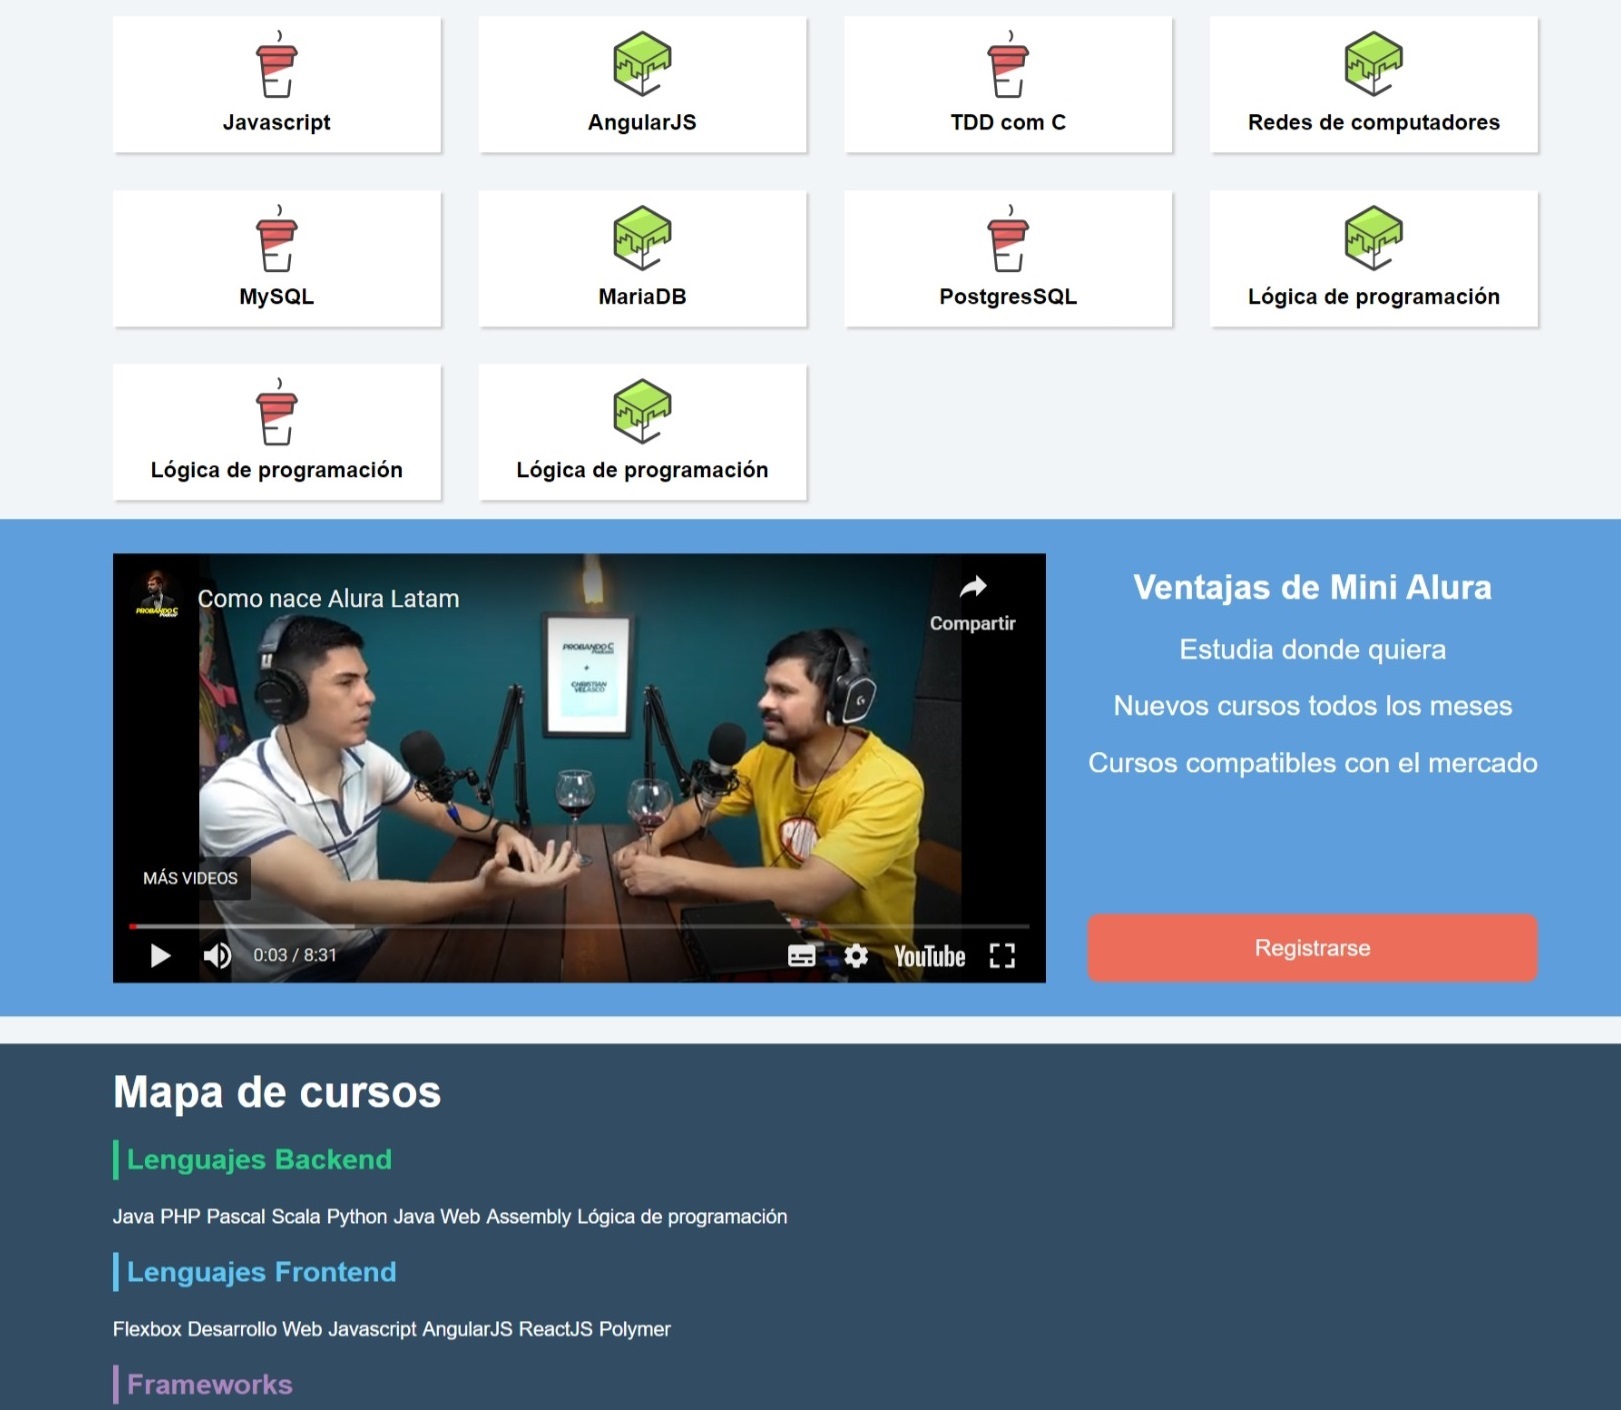 Javascript
AngularJS
TDD com C
Redes de computadores
MySQL
MariaDB
PostgresSQL
Lógica de programación
Lógica de programación
Lógica de programación
PROBANDO C
Podcast
Como nace Alura Latam
Compartir
PROBANDO C
Podcast
+
CHRISTIAN
VELASCO
MÁS VIDEOS
0:03 / 8:31
YouTube
Ventajas de Mini Alura
Estudia donde quiera
Nuevos cursos todos los meses
Cursos compatibles con el mercado
Registrarse
Mapa de cursos
Lenguajes Backend
Java PHP Pascal Scala Python Java Web Assembly Lógica de programación
Lenguajes Frontend
Flexbox Desarrollo Web Javascript AngularJS ReactJS Polymer
Frameworks